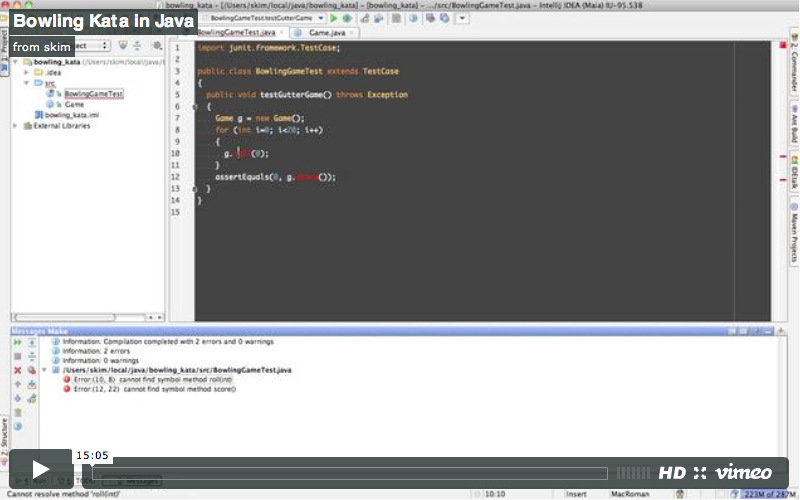 bowling_kata - [/Users/skim/local/java/bowling_kata] - [bowling_kata] - .../src/BowlingGameTest.java - IntelliJ IDEA (Maia) IU-95.538
Bowling Kata in Java
from skim
BowlingGameTest.testGutterGame
BowlingGameTest.java
Game.java
bowling_kata (/Users/skim/local/java/
.idea
src
BowlingGameTest
Game
bowling_kata.iml
External Libraries
1 import junit.framework.TestCase;
2
3 public class BowlingGameTest extends TestCase
4 {
5 public void testGutterGame() throws Exception
6 {
7 Game g = new Game();
8 for (int i=0; i<20; i++)
9 {
10 g.roll(0);
11 }
12 assertEquals(0, g.score());
13 }
14 }
15
Commander
Ant Build
IDEtalk
Maven Projects
Messages Make
Information: Compilation completed with 2 errors and 0 warnings
Information: 2 errors
Information: 0 warnings
/Users/skim/local/java/bowling_kata/src/BowlingGameTest.java
Error:(10, 8) cannot find symbol method roll(int)
Error:(12, 22) cannot find symbol method score()
Z: Structure
15:05
HD vimeo
Cannot resolve method 'roll(int)'
10:10
Insert
MacRoman
223M of 287M